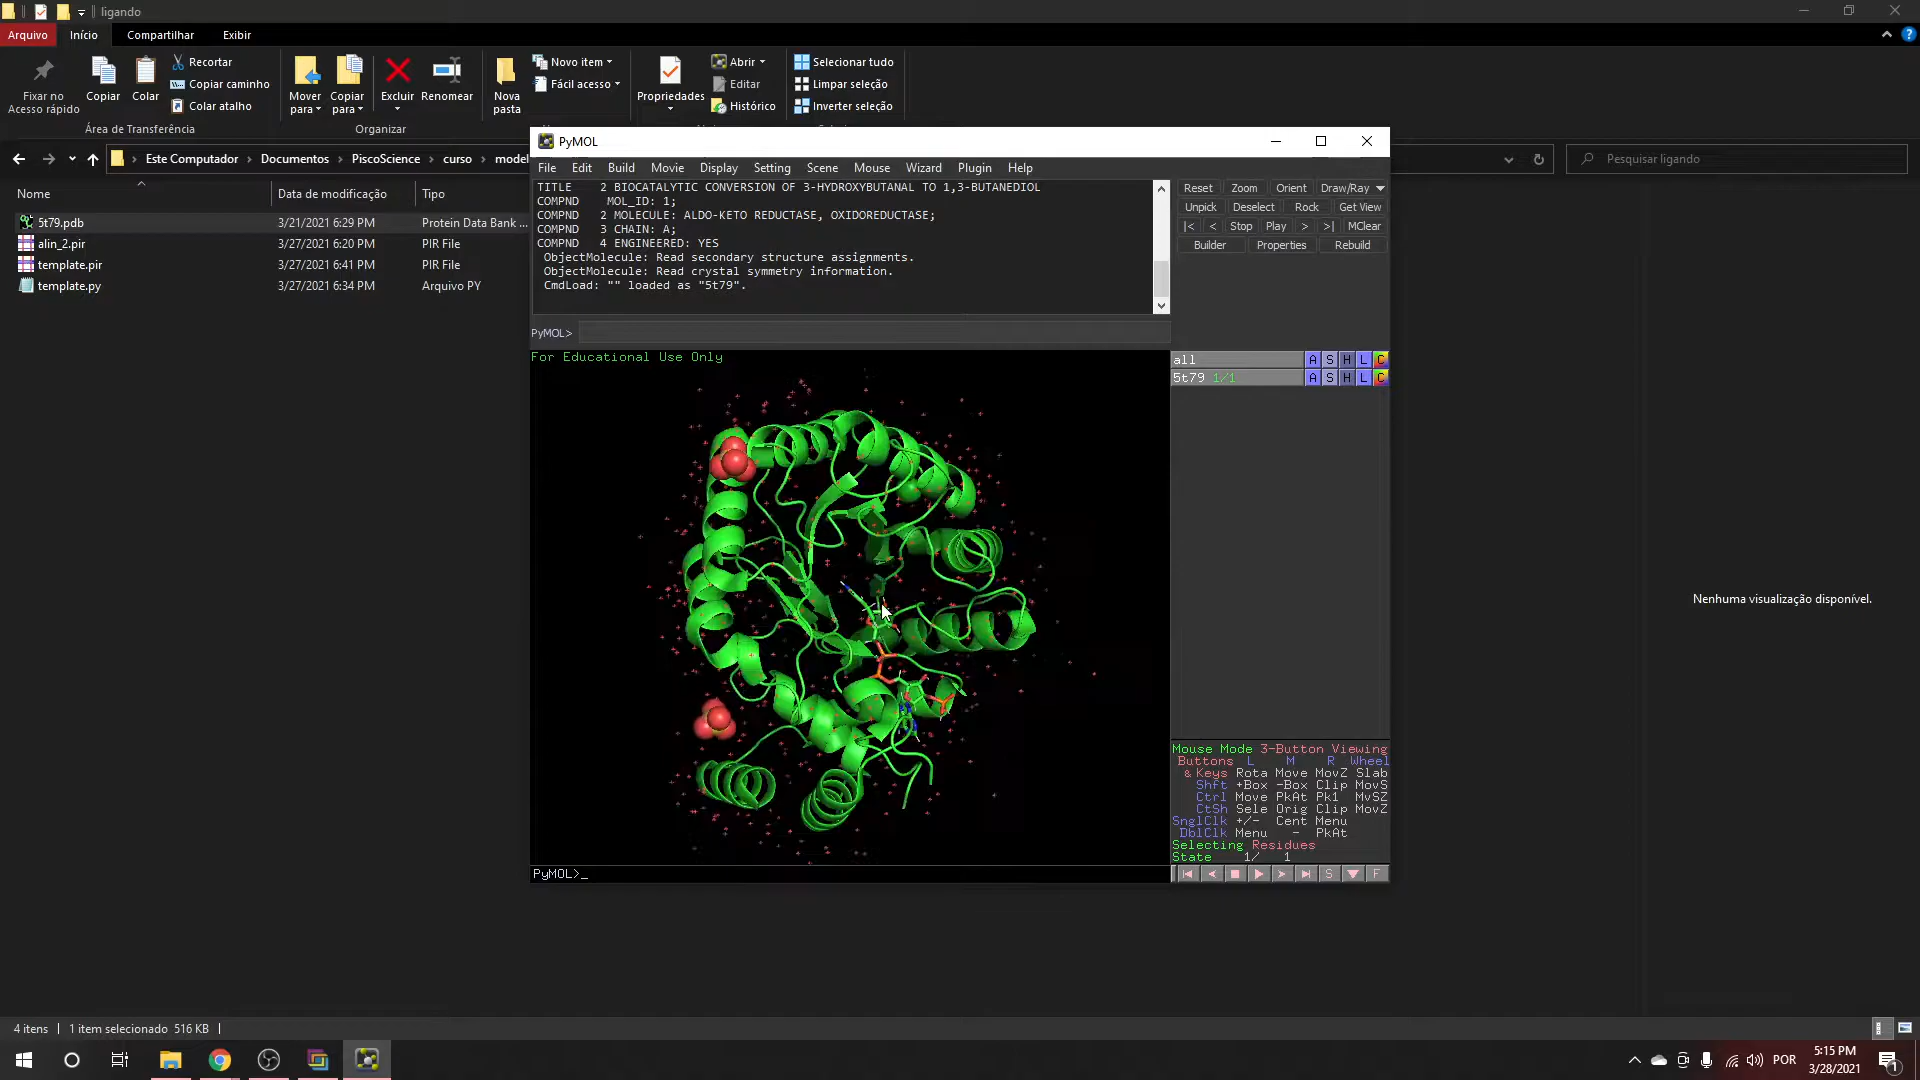 ligando
Arquivo Início Compartilhar Exibir
Fixar no Acesso rápido
Copiar
Colar
Recortar
Copiar caminho
Colar atalho
Área de Transferência
Mover para
Copiar para
Excluir
Renomear
Organizar
Nova pasta
Novo item
Fácil acesso
Propriedades
Abrir
Editar
Histórico
Selecionar tudo
Limpar seleção
Inverter seleção
Este Computador Documentos PiscoScience curso model
Pesquisar ligando
Nome Data de modificação Tipo
5t79.pdb 3/21/2021 6:29 PM Protein Data Bank ...
alin_2.pir 3/27/2021 6:20 PM PIR File
template.pir 3/27/2021 6:41 PM PIR File
template.py 3/27/2021 6:34 PM Arquivo PY
PyMOL
File Edit Build Movie Display Setting Scene Mouse Wizard Plugin Help
TITLE 2 BIOCATALYTIC CONVERSION OF 3-HYDROXYBUTANAL TO 1,3-BUTANEDIOL
COMPND MOL_ID: 1;
COMPND 2 MOLECULE: ALDO-KETO REDUCTASE, OXIDOREDUCTASE;
COMPND 3 CHAIN: A;
COMPND 4 ENGINEERED: YES
ObjectMolecule: Read secondary structure assignments.
ObjectMolecule: Read crystal symmetry information.
CmdLoad: "" loaded as "5t79".
PyMOL>
Reset Zoom Orient Draw/Ray
Unpick Deselect Rock Get View
|< < Stop Play > >| MClear
Builder Properties Rebuild
For Educational Use Only
all A S H L C
5t79 1/1 A S H L C
Mouse Mode 3-Button Viewing
Buttons L M R Wheel
& Keys Rota Move MovZ Slab
Shft +Box -Box Clip MovS
Ctrl Move PkAt Pk1 MvSZ
CtSh Sele Orig Clip MovZ
SnglClk +/- Cent Menu
DblClk Menu - PkAt
Selecting Residues
State 1/ 1
PyMOL>_
S F
Nenhuma visualização disponível.
4 itens 1 item selecionado 516 KB
POR
5:15 PM
3/28/2021
1